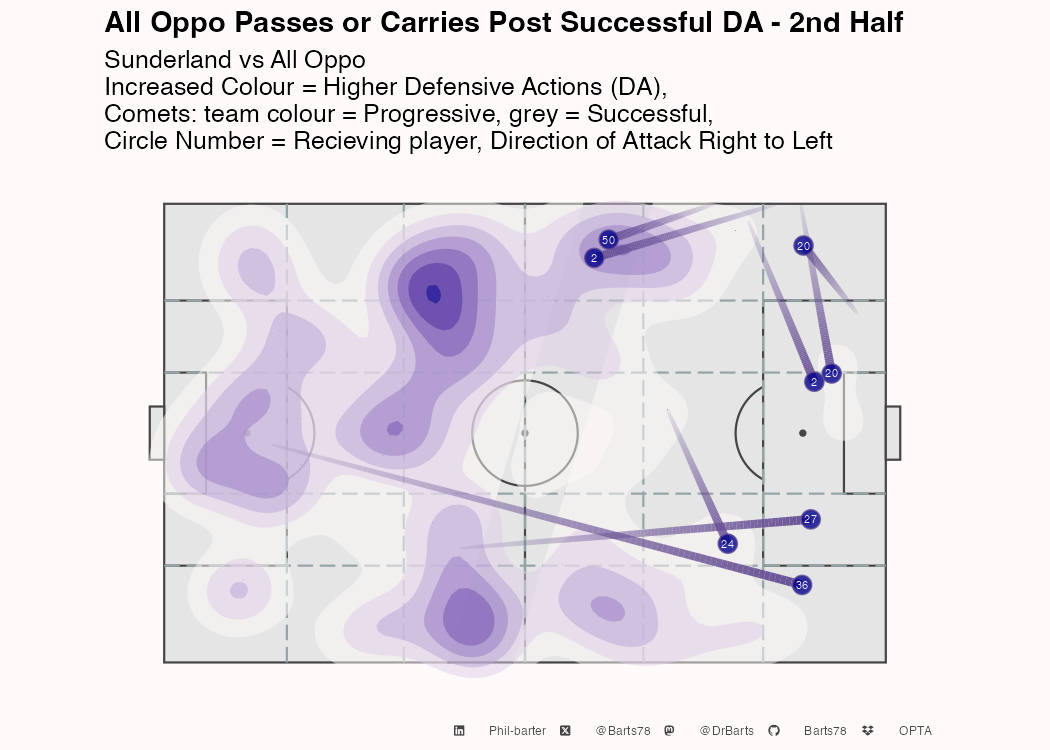 All Oppo Passes or Carries Post Successful DA - 2nd Half
Sunderland vs All Oppo
Increased Colour = Higher Defensive Actions (DA),
Comets: team colour = Progressive, grey = Successful,
Circle Number = Recieving player, Direction of Attack Right to Left
50
2
20
20
2
27
24
36
Phil-barter @Barts78 @DrBarts Barts78 OPTA